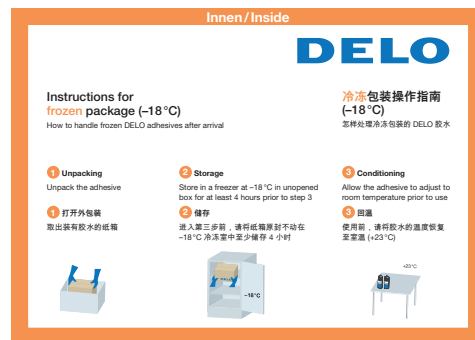 Innen/Inside
DELO
Instructions for
frozen package (–18 °C)
How to handle frozen DELO adhesives after arrival
冷冻包装操作指南
(–18 °C)
怎样处理冷冻包装的 DELO 胶水
1 Unpacking
Unpack the adhesive
2 Storage
Store in a freezer at –18 °C in unopened
box for at least 4 hours prior to step 3
3 Conditioning
Allow the adhesive to adjust to
room temperature prior to use
1 打开外包装
取出装有胶水的纸箱
2 储存
进入第三步前，请将纸箱原封不动在
–18°C 冷冻室中至少储存 4 小时
3 回温
使用前，请将胶水的温度恢复
至室温 (+23 °C)
–18 °C
+23°C